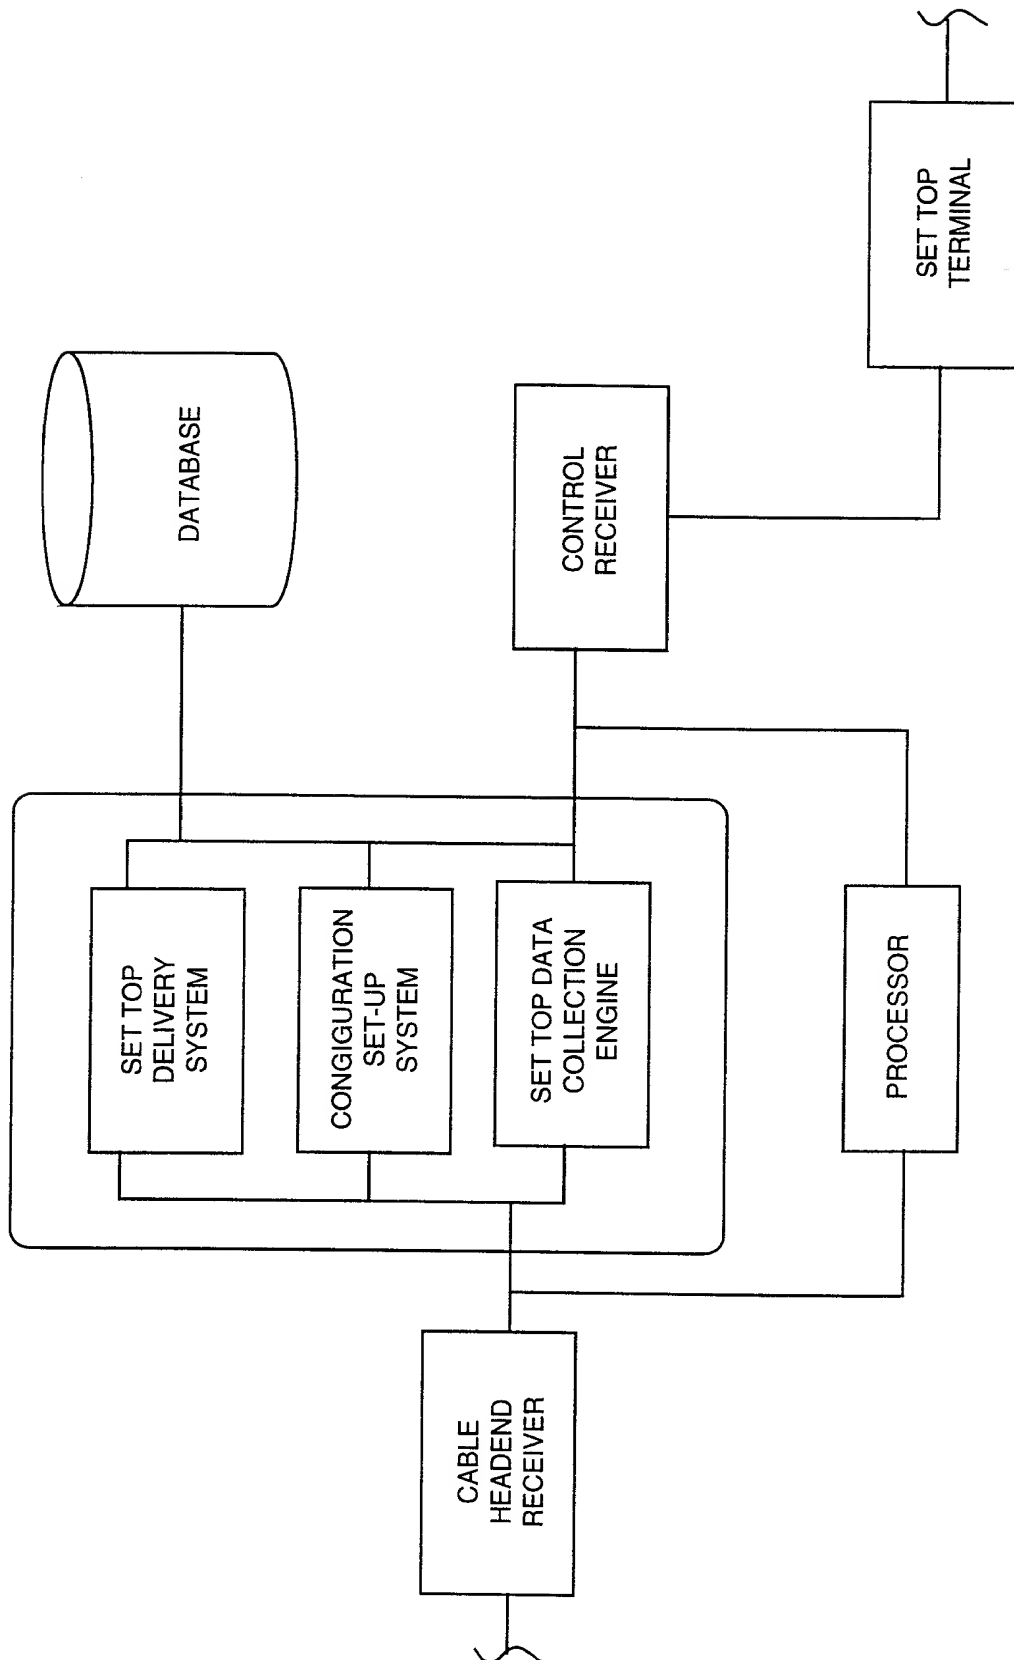 CABLE
HEADEND
RECEIVER
SET TOP
DELIVERY
SYSTEM
CONGIGURATION
SET-UP
SYSTEM
SET TOP DATA
COLLECTION
ENGINE
PROCESSOR
DATABASE
CONTROL
RECEIVER
SET TOP
TERMINAL